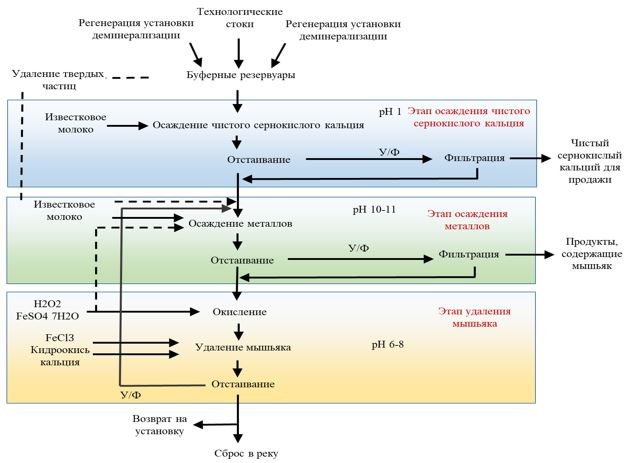 Технологические
стоки
Регенерация установки
деминерализации
Регенерация установки
деминерализации
Буферные резервуары
Удаление твердых
частиц
pH 1
Этап осаждения чистого
сернокислого кальция
Известковое
молоко
Осаждение чистого сернокислого кальция
Отстаивание
У/Ф
Фильтрация
Чистый
сернокислый
кальций для
продажи
Известковое
молоко
pH 10-11
Этап осаждения
металлов
Осаждение металлов
Отстаивание
У/Ф
Фильтрация
Продукты,
содержащие
мышьяк
H2O2
FeSO4 7H2O
Окисление
Этап удаления
мышьяка
FeCl3
Кидроокись
кальция
Удаление мышьяка
pH 6-8
Отстаивание
У/Ф
Возврат на
установку
Сброс в реку